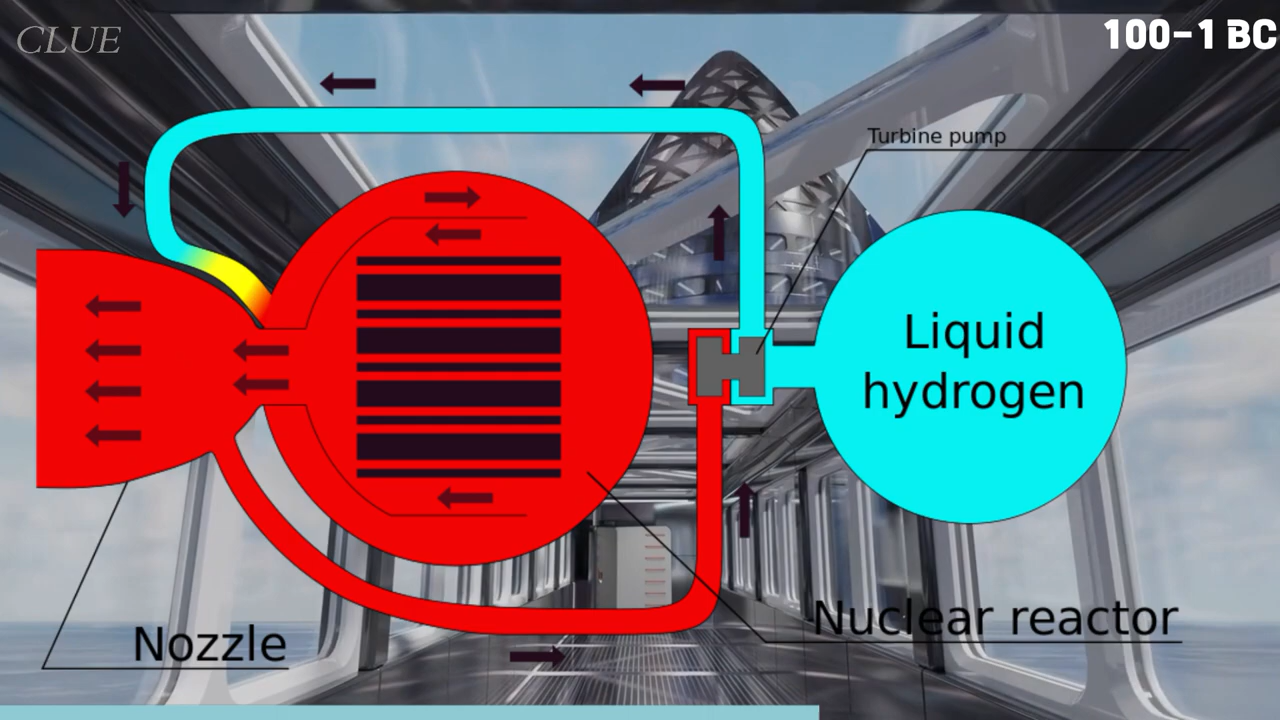 CLUE
100-1 BC
Turbine pump
Liquid
hydrogen
Nuclear reactor
Nozzle